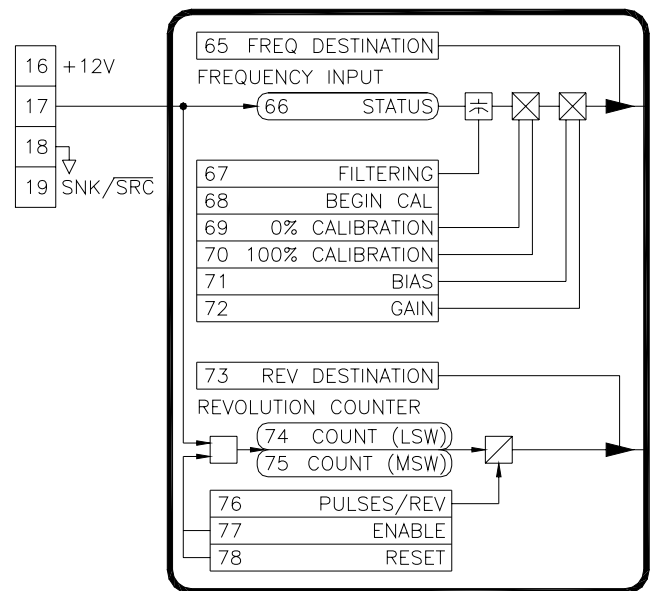 16 +12V
17
18
19 SNK/SRC
65 FREQ DESTINATION
FREQUENCY INPUT
66 STATUS
67 FILTERING
68 BEGIN CAL
69 0% CALIBRATION
70 100% CALIBRATION
71 BIAS
72 GAIN
73 REV DESTINATION
REVOLUTION COUNTER
74 COUNT (LSW)
75 COUNT (MSW)
76 PULSES/REV
77 ENABLE
78 RESET